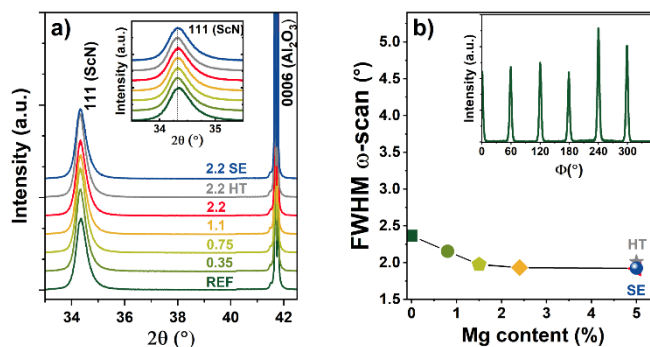 a)
Intensity (a.u.)
2θ (°)
34 36 38 40 42
111 (ScN)
0006 (Al₂O₃)
2.2 SE
2.2 HT
2.2
1.1
0.75
0.35
REF
111 (ScN)
Intensity (a.u.)
34 35
2θ (°)
b)
FWHM ω-scan (°)
5.0
4.5
4.0
3.5
3.0
2.5
2.0
1.5
1.0
0 1 2 3 4 5
Mg content (%)
HT
SE
Intensity (a.u.)
0 60 120 180 240 300
Φ(°)